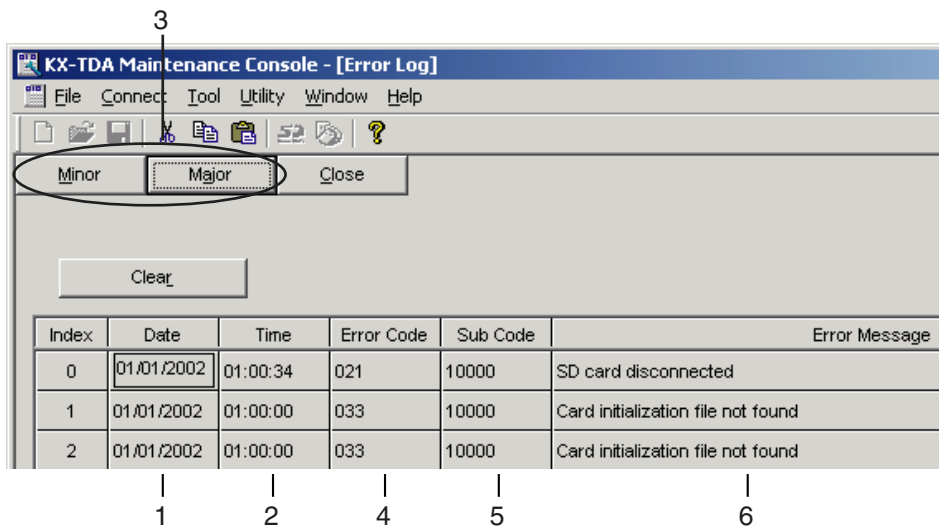 3
KX-TDA Maintenance Console - [Error Log]
File Connect Tool Utility Window Help
Minor Major Close
Clear
Index Date Time Error Code Sub Code Error Message
0 01/01/2002 01:00:34 021 10000 SD card disconnected
1 01/01/2002 01:00:00 033 10000 Card initialization file not found
2 01/01/2002 01:00:00 033 10000 Card initialization file not found
1 2 4 5 6